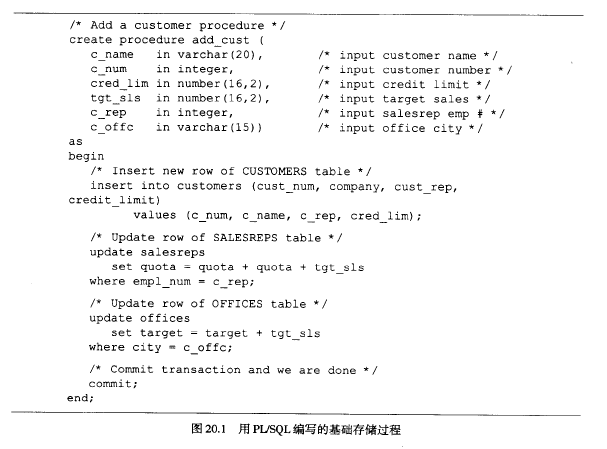 /* Add a customer procedure */
create procedure add_cust (
c_name in varchar(20), /* input customer name */
c_num in integer, /* input customer number */
cred_lim in number(16,2), /* input credit limit */
tgt_sls in number(16,2), /* input target sales */
c_rep in integer, /* input salesrep emp # */
c_offc in varchar(15)) /* input office city */
as
begin
/* Insert new row of CUSTOMERS table */
insert into customers (cust_num, company, cust_rep,
credit_limit)
values (c_num, c_name, c_rep, cred_lim);
/* Update row of SALESREPS table */
update salesreps
set quota = quota + quota + tgt_sls
where empl_num = c_rep;
/* Update row of OFFICES table */
update offices
set target = target + tgt_sls
where city = c_offc;
/* Commit transaction and we are done */
commit;
end;
图 20.1 用 PL/SQL 编写的基础存储过程